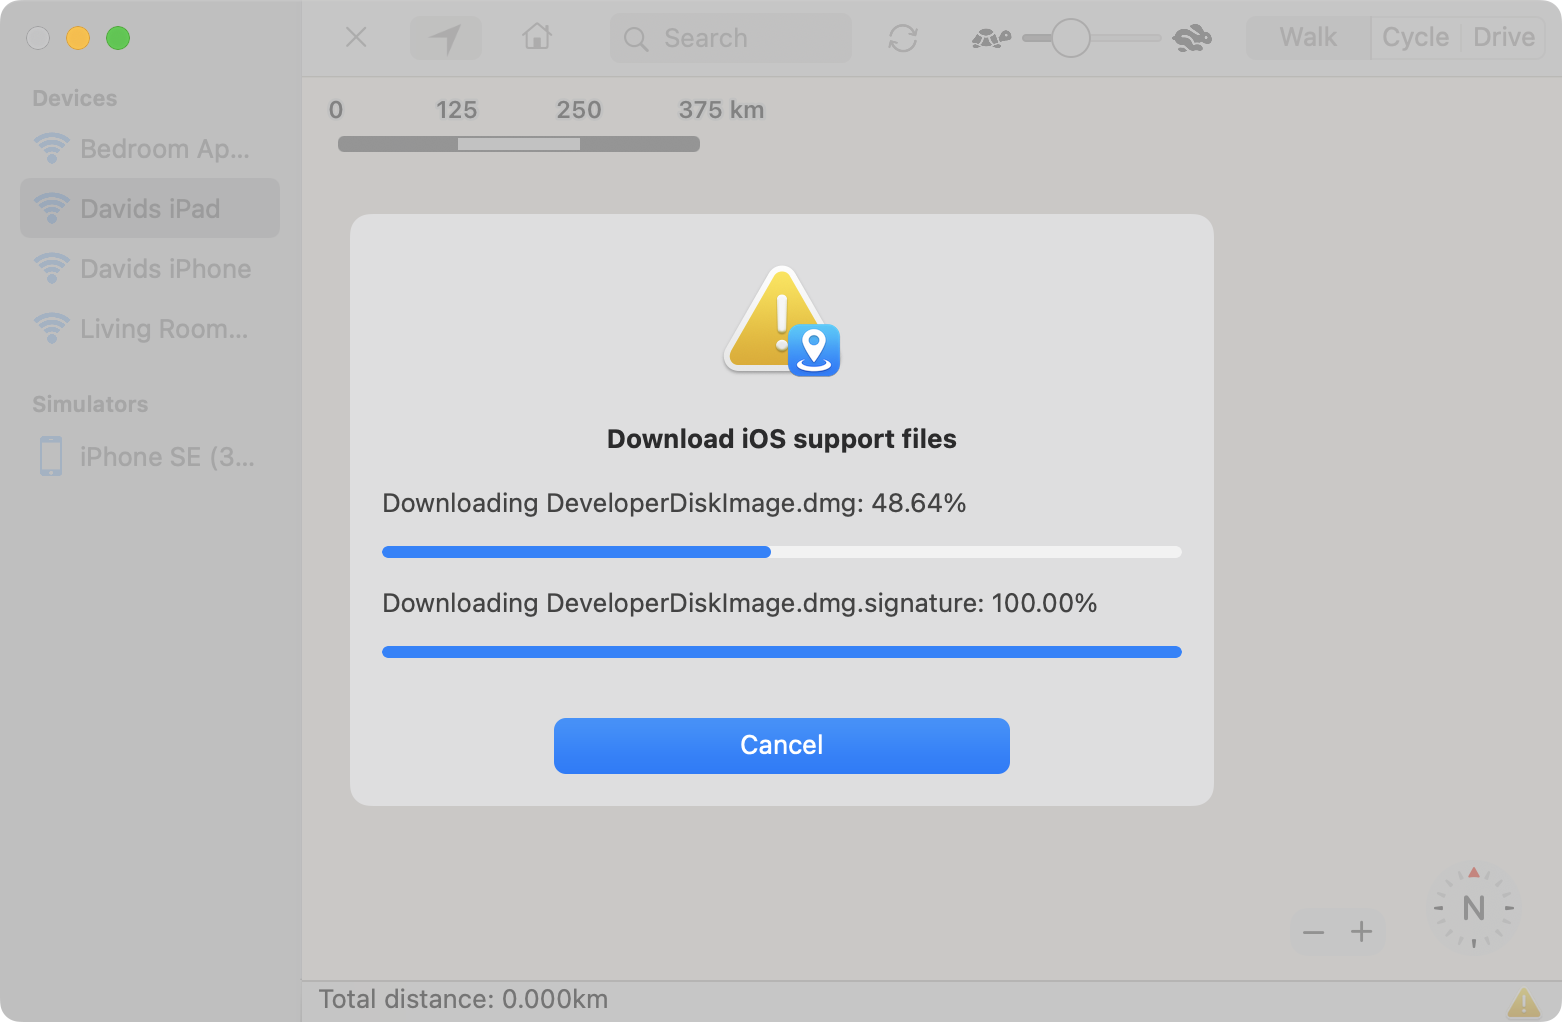 Search
Walk
Cycle
Drive
Devices
Bedroom Ap...
Davids iPad
Davids iPhone
Living Room...
Simulators
iPhone SE (3...
0 125 250 375 km
Download iOS support files
Downloading DeveloperDiskImage.dmg: 48.64%
Downloading DeveloperDiskImage.dmg.signature: 100.00%
Cancel
N
Total distance: 0.000km